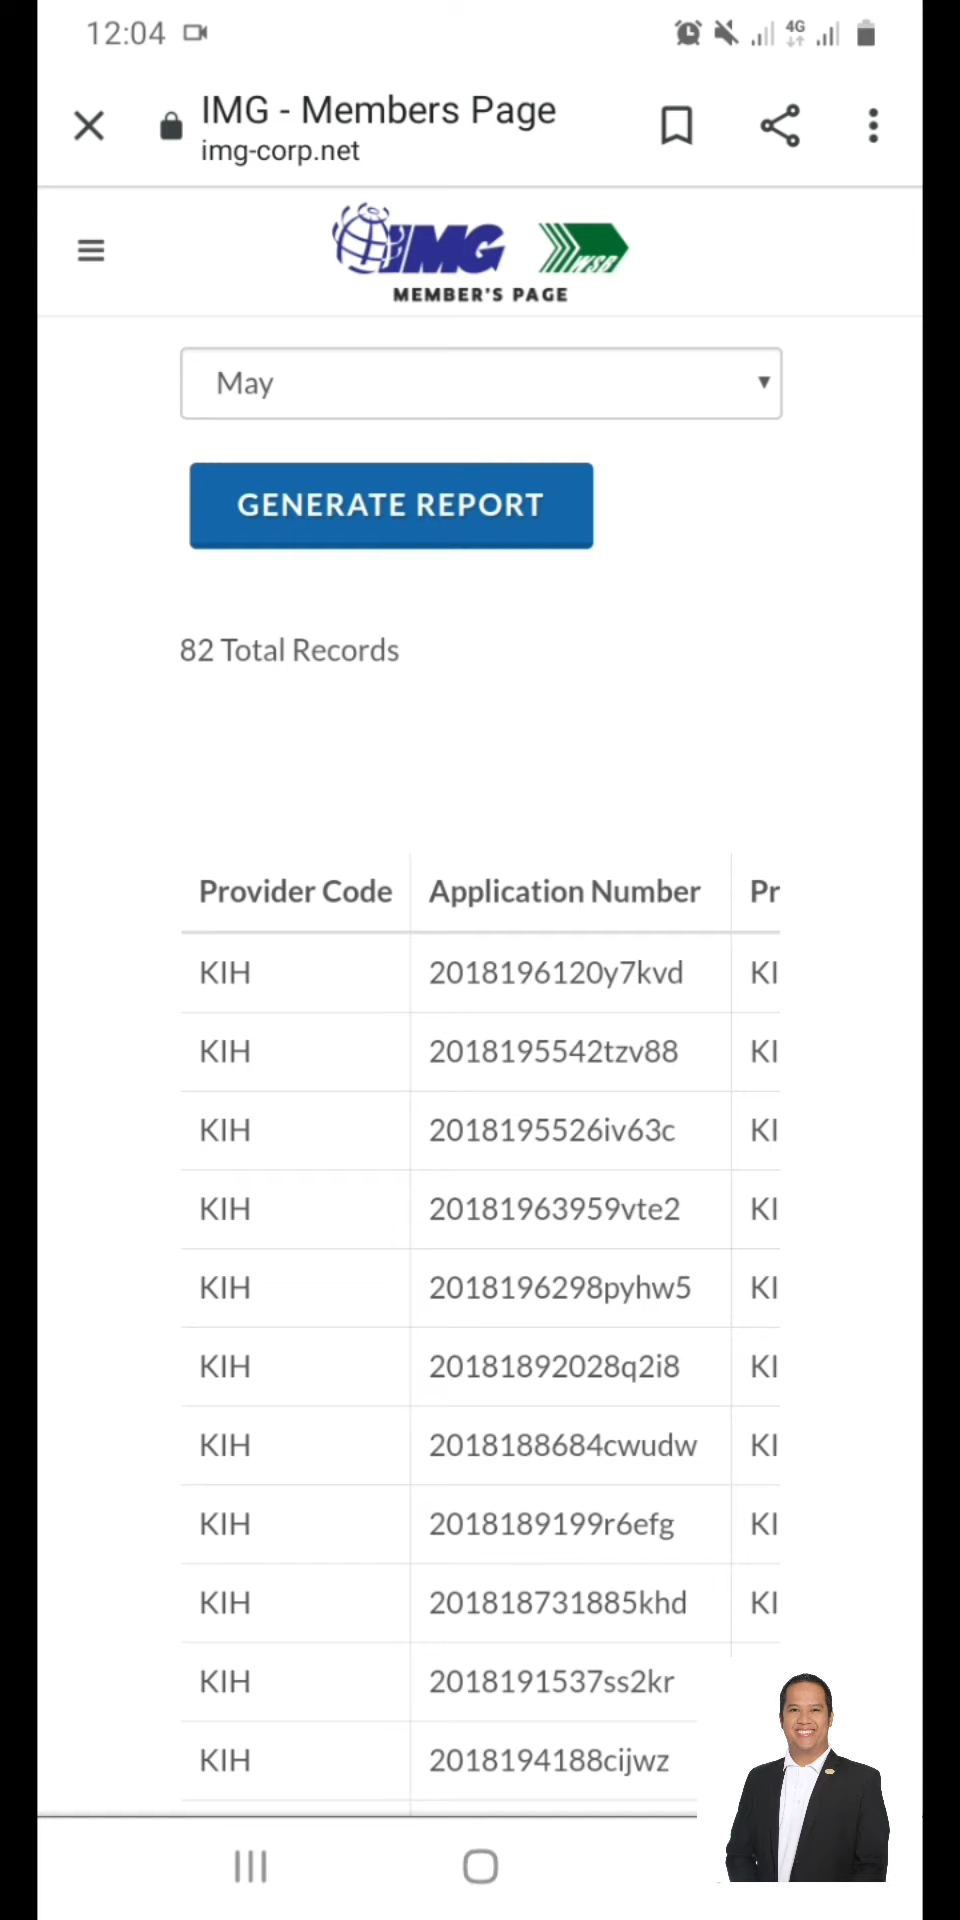 12:04
4G
IMG - Members Page
img-corp.net
IMG WSB
MEMBER'S PAGE
May
GENERATE REPORT
82 Total Records
Provider Code Application Number Pr
KIH 2018196120y7kvd KI
KIH 2018195542tzv88 KI
KIH 2018195526iv63c KI
KIH 20181963959vte2 KI
KIH 2018196298pyhw5 KI
KIH 20181892028q2i8 KI
KIH 2018188684cwudw KI
KIH 2018189199r6efg KI
KIH 201818731885khd KI
KIH 2018191537ss2kr
KIH 2018194188cijwz